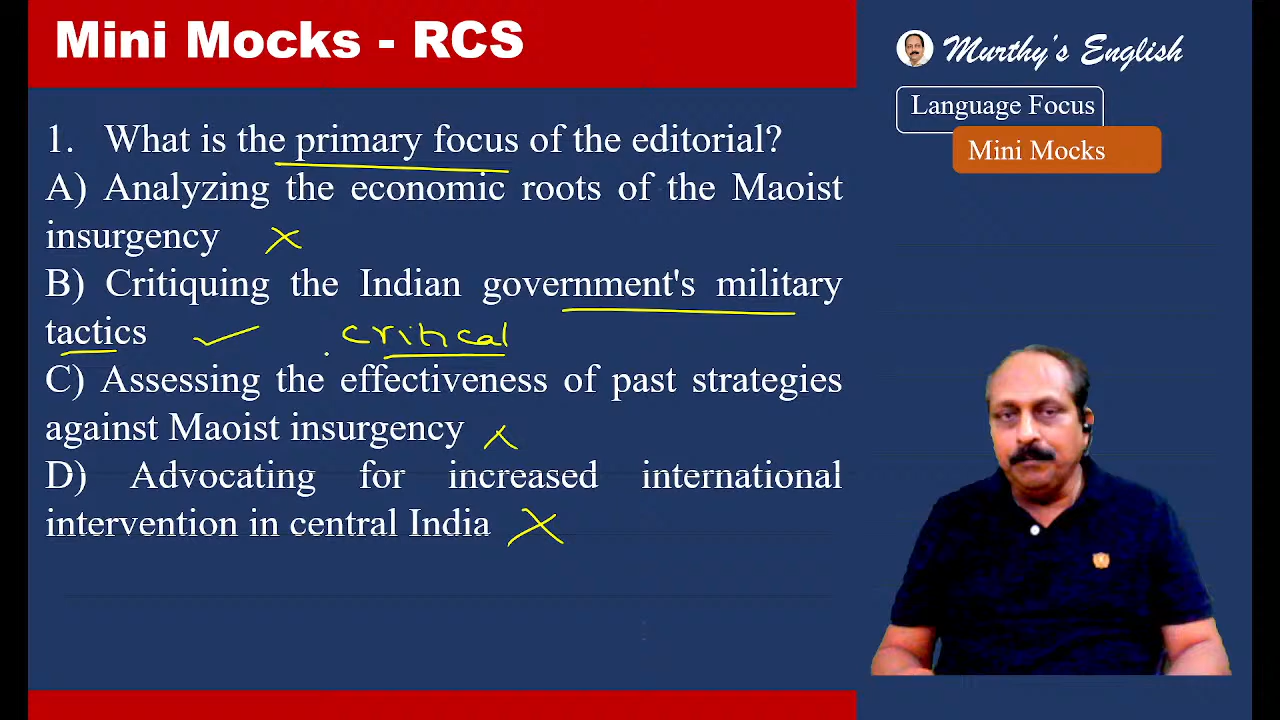 Mini Mocks - RCS
Murthy's English
Language Focus
Mini Mocks
1. What is the primary focus of the editorial?
A) Analyzing the economic roots of the Maoist
insurgency
B) Critiquing the Indian government's military
tactics critical
C) Assessing the effectiveness of past strategies
against Maoist insurgency
D) Advocating for increased international
intervention in central India